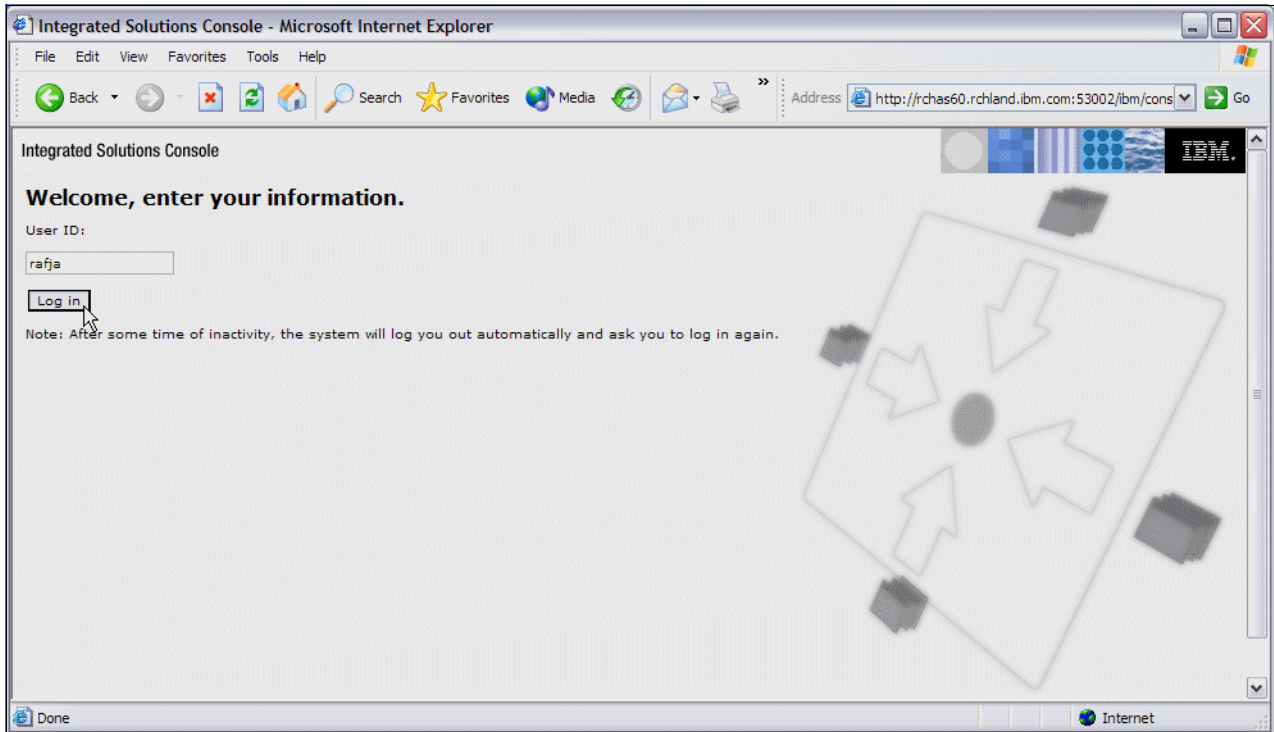 Integrated Solutions Console - Microsoft Internet Explorer
File Edit View Favorites Tools Help
Back Search Favorites Media » Address http://rchas60.rchland.ibm.com:53002/ibm/cons Go
Integrated Solutions Console
IBM.
Welcome, enter your information.
User ID:
rafja
Log in
Note: After some time of inactivity, the system will log you out automatically and ask you to log in again.
Done Internet